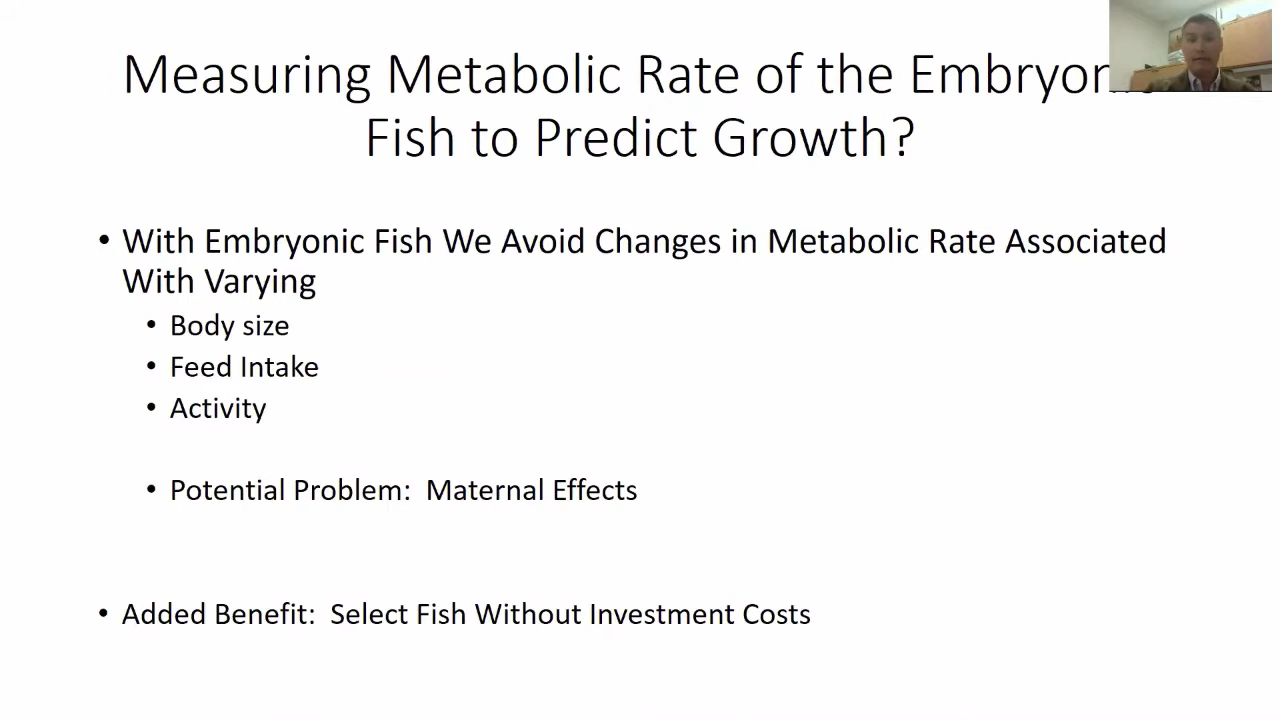 Measuring Metabolic Rate of the Embryonic
Fish to Predict Growth?
• With Embryonic Fish We Avoid Changes in Metabolic Rate Associated
With Varying
• Body size
• Feed Intake
• Activity
• Potential Problem: Maternal Effects
• Added Benefit: Select Fish Without Investment Costs